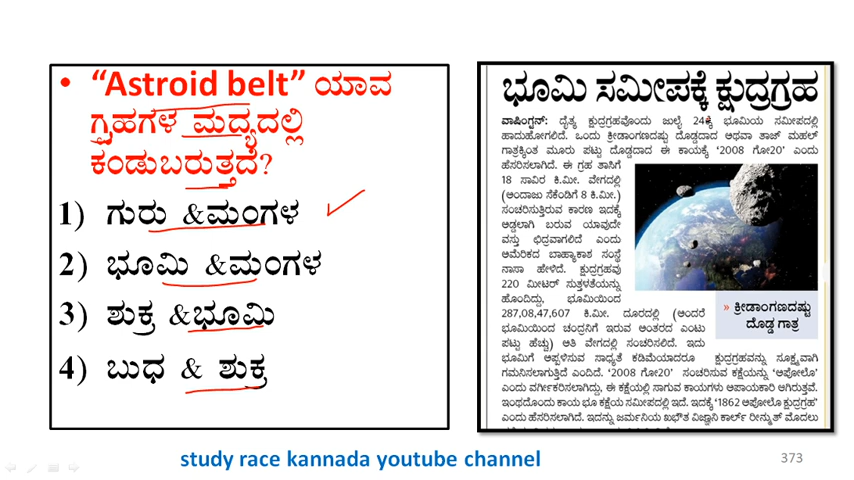 • “Astroid belt” ಯಾವ
ಗ್ರಹಗಳ ಮದ್ಯದಲ್ಲಿ
ಕಂಡುಬರುತ್ತದೆ?
1) ಗುರು &ಮಂಗಳ
2) ಭೂಮಿ &ಮಂಗಳ
3) ಶುಕ್ರ &ಭೂಮಿ
4) ಬುಧ & ಶುಕ್ರ
ಭೂಮಿ ಸಮೀಪಕ್ಕೆ ಕ್ಷುದ್ರಗ್ರಹ
ವಾಷಿಂಗ್ಟನ್: ದೈತ್ಯ ಕ್ಷುದ್ರಗ್ರಹವೊಂದು ಜುಲೈ 24ಕ್ಕೆ ಭೂಮಿಯ ಸಮೀಪದಲ್ಲಿ
ಹಾದುಹೋಗಲಿದೆ. ಒಂದು ಕ್ರೀಡಾಂಗಣದಷ್ಟು ದೊಡ್ಡದಾದ ಅಥವಾ ತಾಜ್ ಮಹಲ್
ಗಾತ್ರಕ್ಕಿಂತ ಮೂರು ಪಟ್ಟು ದೊಡ್ಡದಾದ ಈ ಕಾಯಕ್ಕೆ ‘2008 ಗೋ20’ ಎಂದು
ಹೆಸರಿಸಲಾಗಿದೆ. ಈ ಗ್ರಹ ತಾಸಿಗೆ
18 ಸಾವಿರ ಕಿ.ಮೀ. ವೇಗದಲ್ಲಿ
(ಅಂದಾಜು ಸೆಕೆಂಡಿಗೆ 8 ಕಿ.ಮೀ.)
ಸಂಚರಿಸುತ್ತಿರುವ ಕಾರಣ ಇದಕ್ಕೆ
ಅಡ್ಡಲಾಗಿ ಬರುವ ಯಾವುದೇ
ವಸ್ತು ಛಿದ್ರವಾಗಲಿದೆ ಎಂದು
ಅಮೆರಿಕದ ಬಾಹ್ಯಾಕಾಶ ಸಂಸ್ಥೆ
ನಾಸಾ ಹೇಳಿದೆ. ಕ್ಷುದ್ರಗ್ರಹವು
220 ಮೀಟರ್ ಸುತ್ತಳತೆಯನ್ನು
ಹೊಂದಿದ್ದು, ಭೂಮಿಯಿಂದ
287,08,47,607 ಕಿ.ಮೀ. ದೂರದಲ್ಲಿ (ಅಂದರೆ
ಭೂಮಿಯಿಂದ ಚಂದ್ರನಿಗೆ ಇರುವ ಅಂತರದ ಎಂಟು
ಪಟ್ಟು ಹೆಚ್ಚು) ಅತಿ ವೇಗದಲ್ಲಿ ಸಂಚರಿಸಲಿದೆ. ಇದು
ಭೂಮಿಗೆ ಅಪ್ಪಳಿಸುವ ಸಾಧ್ಯತೆ ಕಡಿಮೆಯಾದರೂ ಕ್ಷುದ್ರಗ್ರಹವನ್ನು ಸೂಕ್ಷ್ಮವಾಗಿ
ಗಮನಿಸಲಾಗುತ್ತಿದೆ ಎಂದಿದೆ. ‘2008 ಗೋ20’ ಸಂಚರಿಸುವ ಕಕ್ಷೆಯನ್ನು ‘ಅಪೋಲೊ’
ಎಂದು ವರ್ಗೀಕರಿಸಲಾಗಿದ್ದು, ಈ ಕಕ್ಷೆಯಲ್ಲಿ ಸಾಗುವ ಕಾಯಗಳು ಅಪಾಯಕಾರಿ ಆಗಿರುತ್ತವೆ.
ಇಂಥದೊಂದು ಕಾಯ ಭೂ ಕಕ್ಷೆಯ ಸಮೀಪದಲ್ಲಿ ಇದೆ. ಇದಕ್ಕೆ ‘1862 ಅಪೋಲೊ ಕ್ಷುದ್ರಗ್ರಹ’
ಎಂದು ಹೆಸರಿಸಲಾಗಿದೆ. ಇದನ್ನು ಜರ್ಮನಿಯ ಖಭೌತ ವಿಜ್ಞಾನಿ ಕಾರ್ಲ್ ರೀನ್ಮುತ್ ಮೊದಲು
» ಕ್ರೀಡಾಂಗಣದಷ್ಟು
ದೊಡ್ಡ ಗಾತ್ರ
study race kannada youtube channel
373